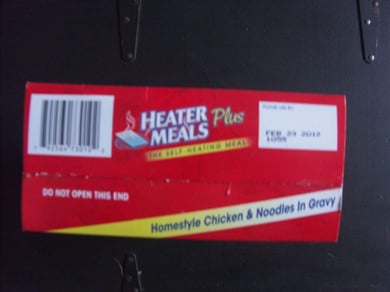 HEATER Plus
MEALS
THE SELF-HEATING MEAL
PLEASE USE BY:
FEB 23 2012
1055
DO NOT OPEN THIS END
Homestyle Chicken & Noodles In Gravy